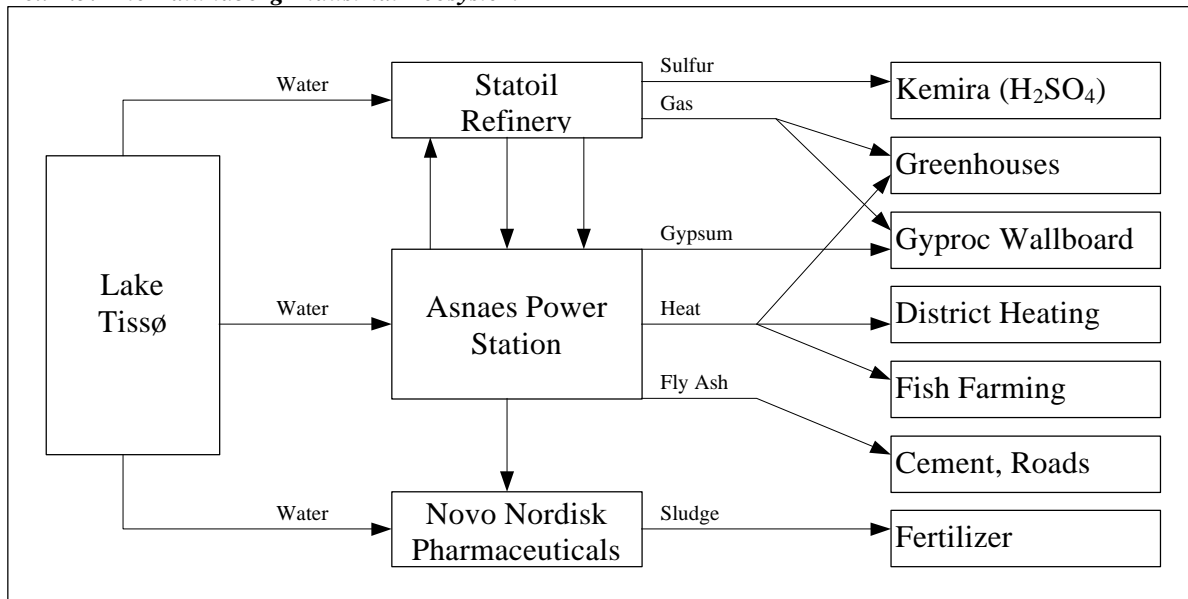 Water
Statoil
Refinery
Sulfur
Gas
Kemira (H₂SO₄)
Greenhouses
Gyproc Wallboard
Lake
Tissø
Water
Asnaes Power
Station
Gypsum
Heat
Fly Ash
District Heating
Fish Farming
Cement, Roads
Water
Novo Nordisk
Pharmaceuticals
Sludge
Fertilizer